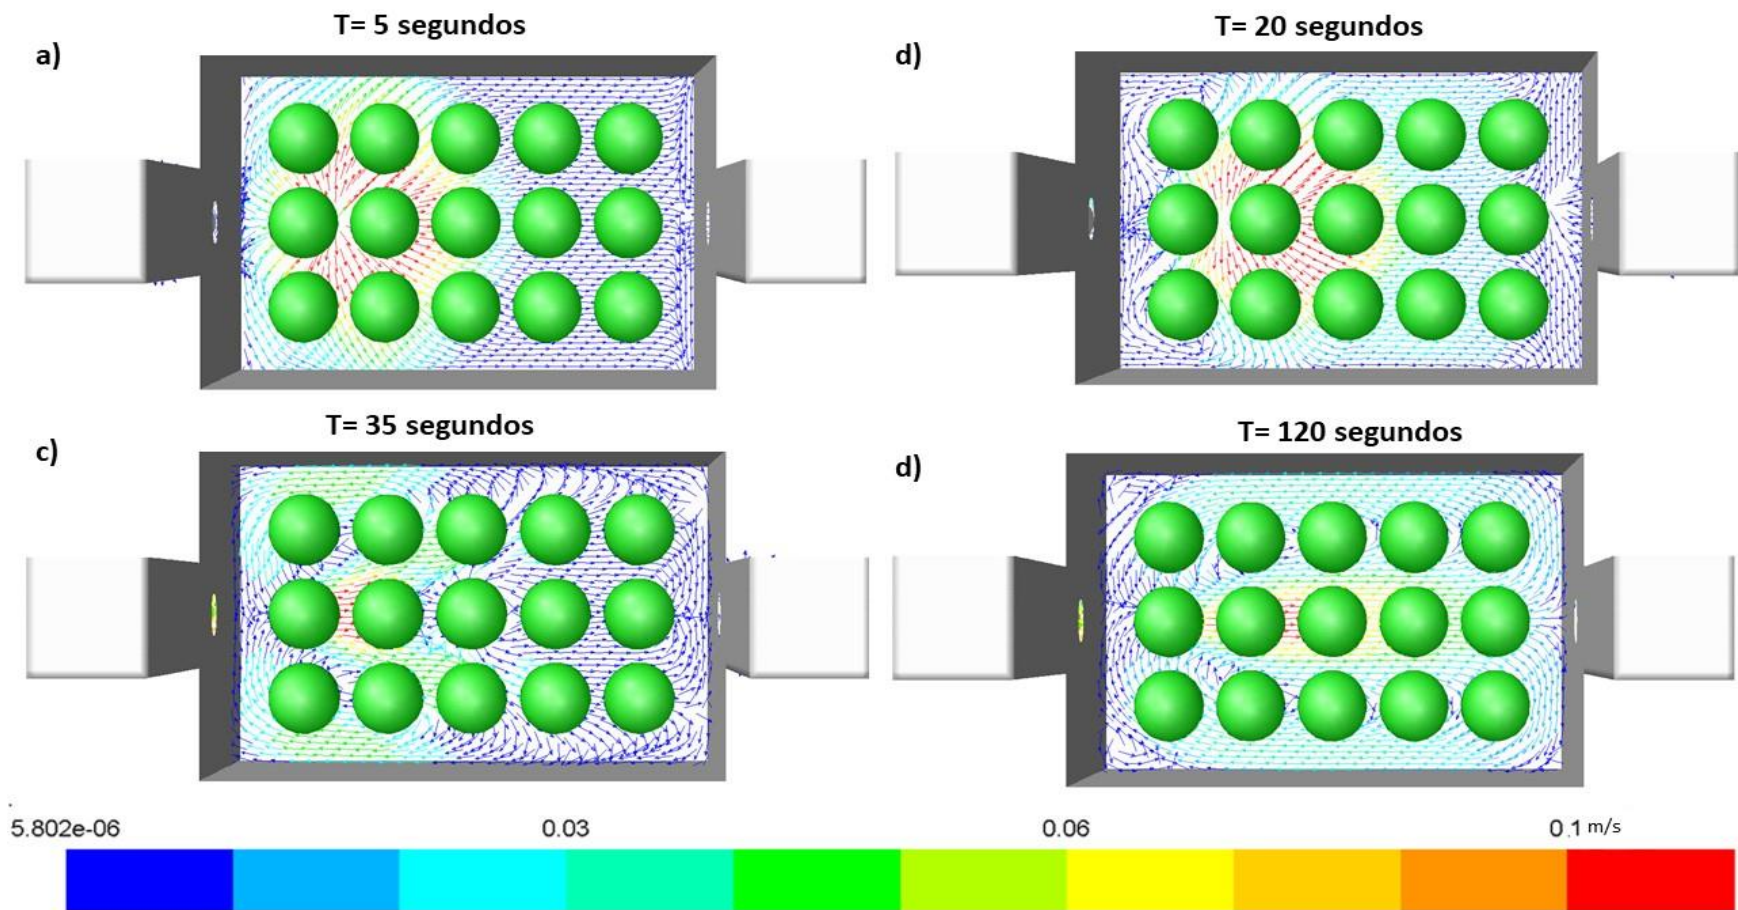 T= 5 segundos
a)
T= 20 segundos
d)
T= 35 segundos
c)
T= 120 segundos
d)
5.802e-06 0.03 0.06 0.1 m/s